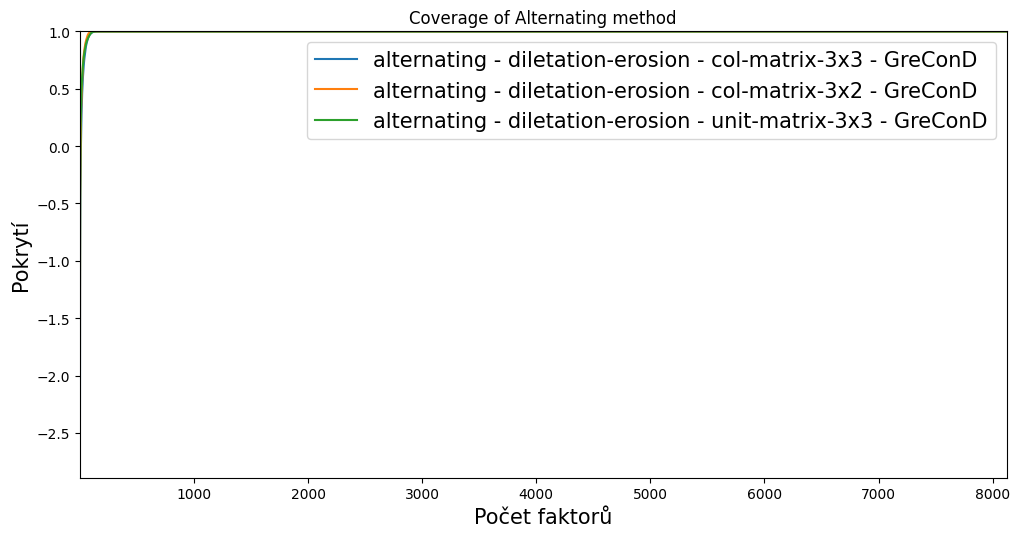 Coverage of Alternating method
1.0
0.5
0.0
−0.5
−1.0
−1.5
−2.0
−2.5
Pokrytí
alternating - diletation-erosion - col-matrix-3x3 - GreConD
alternating - diletation-erosion - col-matrix-3x2 - GreConD
alternating - diletation-erosion - unit-matrix-3x3 - GreConD
1000 2000 3000 4000 5000 6000 7000 8000
Počet faktorů